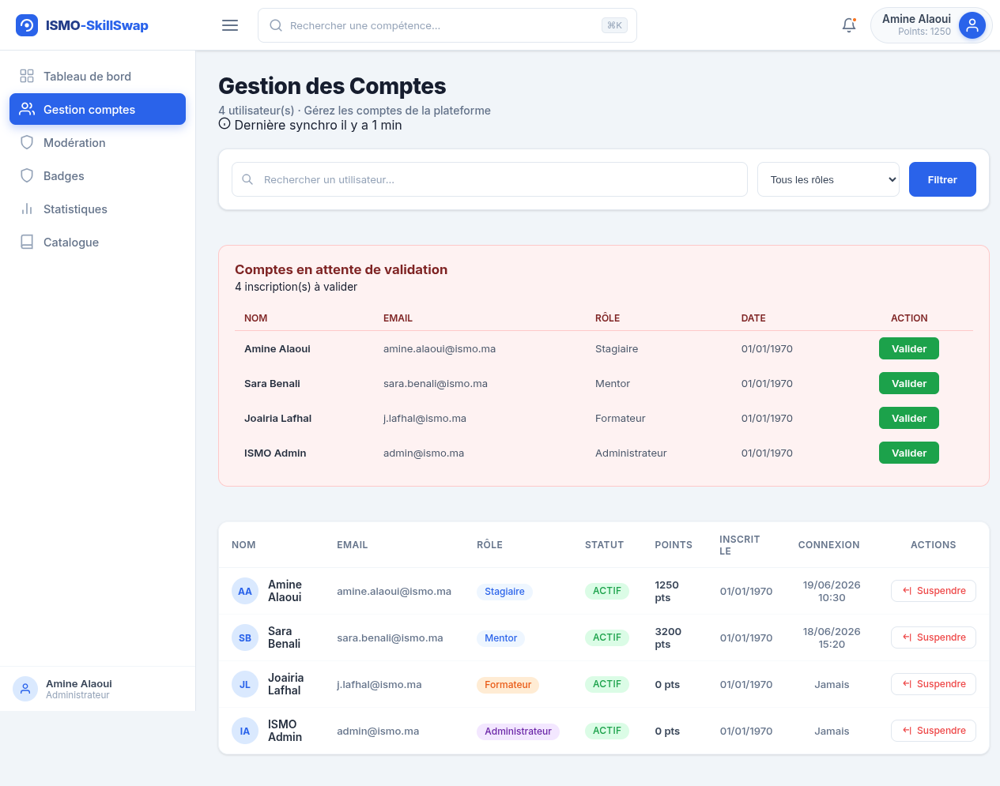 ISMO-SkillSwap
Rechercher une compétence...
⌘K
Amine Alaoui
Points: 1250
Tableau de bord
Gestion comptes
Modération
Badges
Statistiques
Catalogue
Amine Alaoui
Administrateur
Gestion des Comptes
4 utilisateur(s) · Gérez les comptes de la plateforme
Dernière synchro il y a 1 min
Rechercher un utilisateur...
Tous les rôles
Filtrer
Comptes en attente de validation
4 inscription(s) à valider
NOM EMAIL RÔLE DATE ACTION
Amine Alaoui amine.alaoui@ismo.ma Stagiaire 01/01/1970 Valider
Sara Benali sara.benali@ismo.ma Mentor 01/01/1970 Valider
Joairia Lafhal j.lafhal@ismo.ma Formateur 01/01/1970 Valider
ISMO Admin admin@ismo.ma Administrateur 01/01/1970 Valider
NOM EMAIL RÔLE STATUT POINTS INSCRIT LE CONNEXION ACTIONS
AA Amine Alaoui amine.alaoui@ismo.ma Stagiaire ACTIF 1250 pts 01/01/1970 19/06/2026 10:30 Suspendre
SB Sara Benali sara.benali@ismo.ma Mentor ACTIF 3200 pts 01/01/1970 18/06/2026 15:20 Suspendre
JL Joairia Lafhal j.lafhal@ismo.ma Formateur ACTIF 0 pts 01/01/1970 Jamais Suspendre
IA ISMO Admin admin@ismo.ma Administrateur ACTIF 0 pts 01/01/1970 Jamais Suspendre